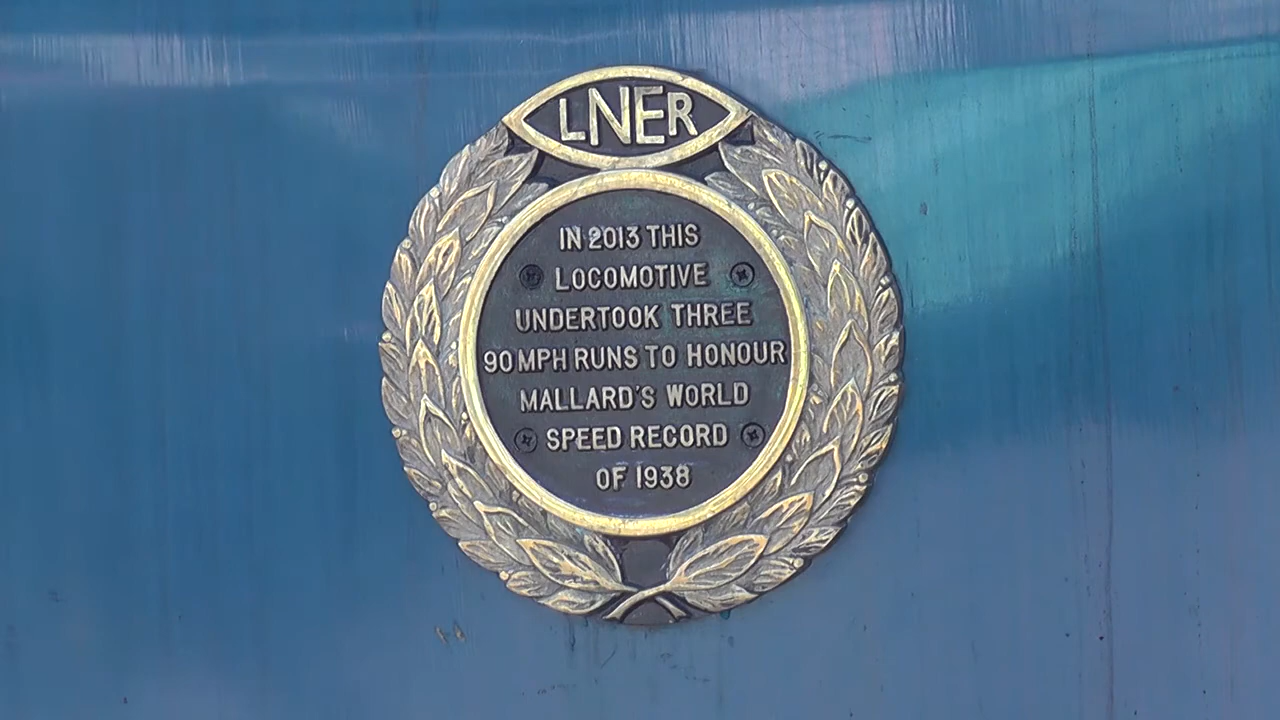 LNER
IN 2013 THIS
LOCOMOTIVE
UNDERTOOK THREE
90 MPH RUNS TO HONOUR
MALLARD'S WORLD
SPEED RECORD
OF 1938